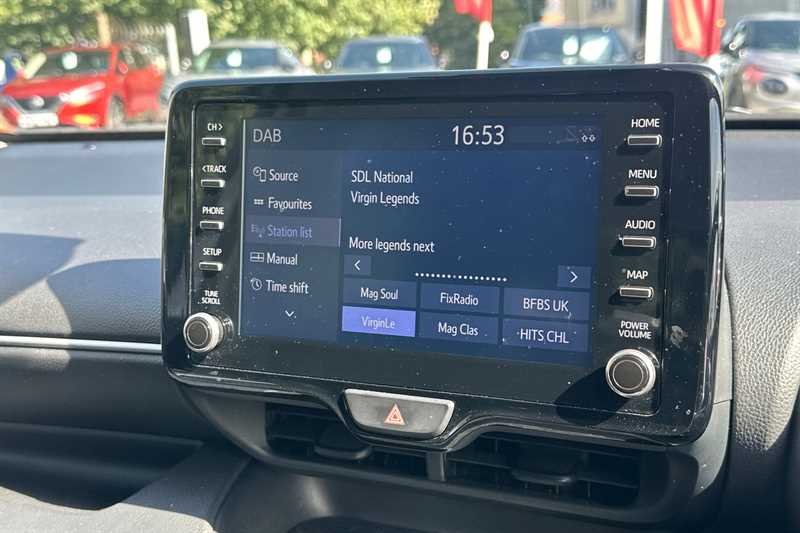 CH>
<TRACK
PHONE
SETUP
TUNE
SCROLL
DAB
16:53
Source
Favourites
Station list
Manual
Time shift
SDL National
Virgin Legends
More legends next
<
>
Mag Soul
FixRadio
BFBS UK
VirginLe
Mag Clas
HITS CHL
HOME
MENU
AUDIO
MAP
POWER
VOLUME